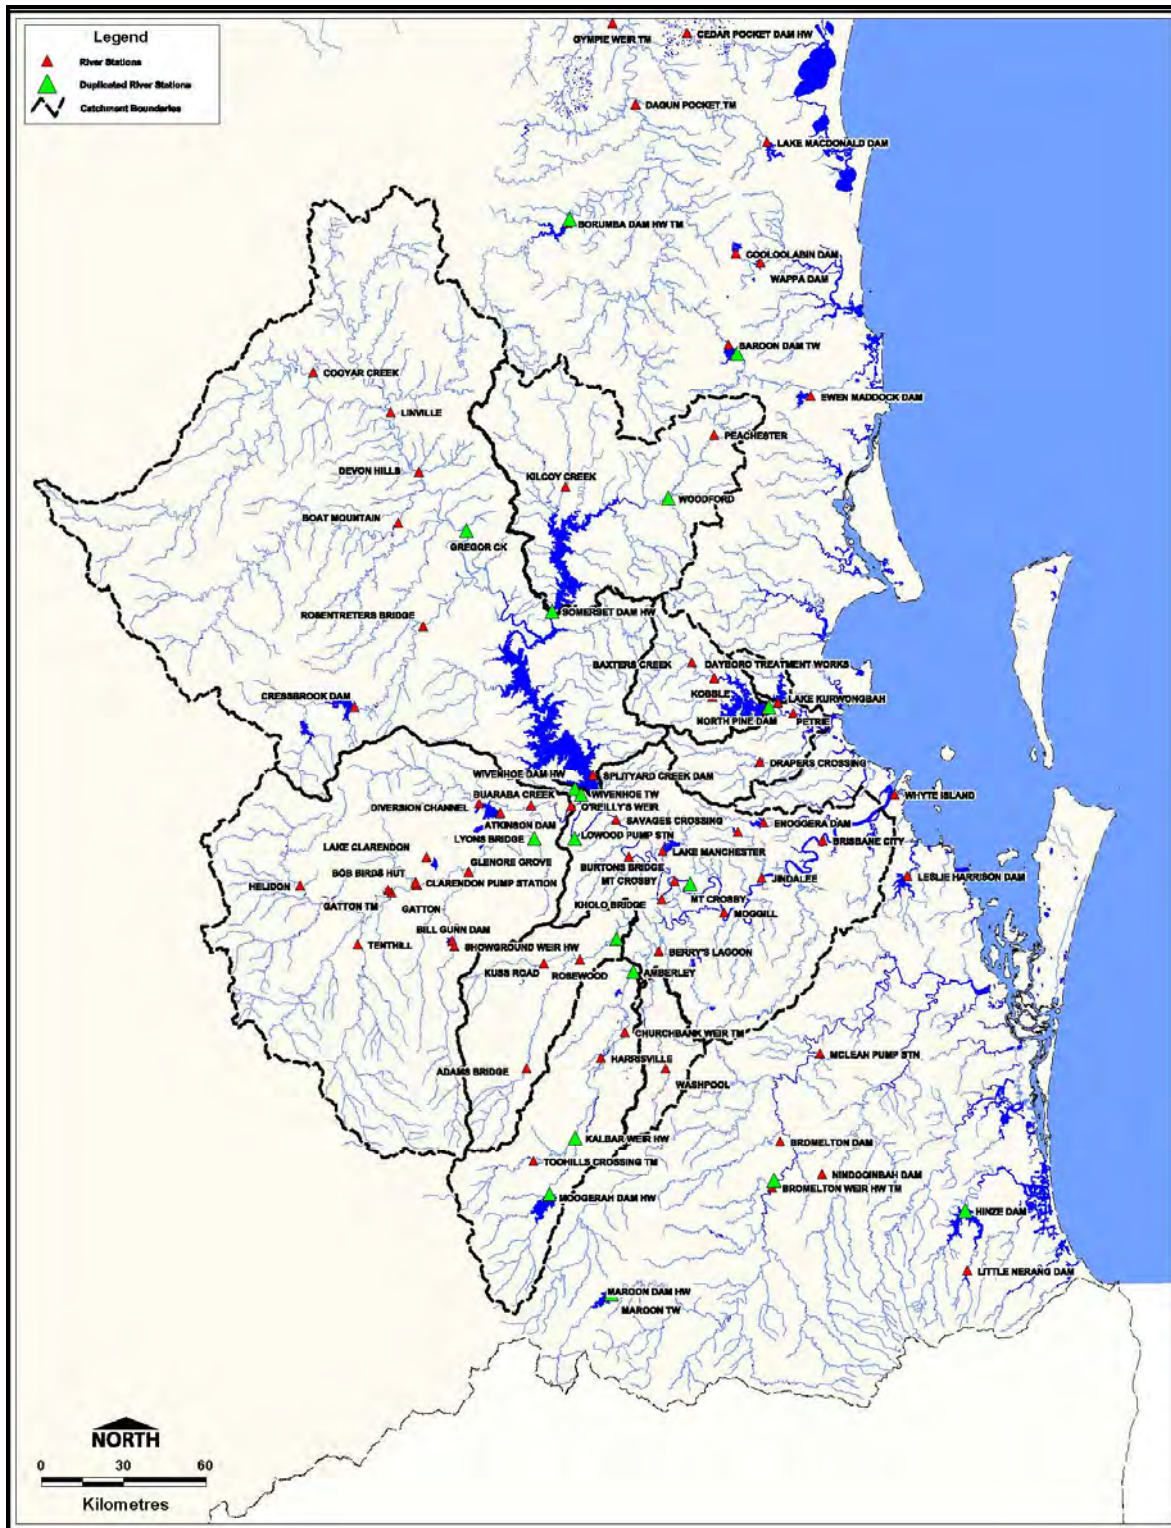 Legend
River Stations
Duplicated River Stations
Catchment Boundaries
GYMPIE WEIR TM
CEDAR POCKET DAM HW
DAGUN POCKET TM
LAKE MACDONALD DAM
BORUMBA DAM HW TM
COOLOOLABIN DAM
WAPPA DAM
BAROON DAM TW
COOYAR CREEK
EWEN MADDOCK DAM
LINVILLE
PEACHESTER
DEVON HILLS
KILCOY CREEK
WOODFORD
BOAT MOUNTAIN
GREGOR CK
SOMERSET DAM HW
ROSENTRETERS BRIDGE
BAXTERS CREEK
DAYBORO TREATMENT WORKS
CRESSBROOK DAM
KOBBLE
LAKE KURWONGBAH
NORTH PINE DAM
PETRIE
DRAPERS CROSSING
WIVENHOE DAM HW
SPLITYARD CREEK DAM
BUARABA CREEK
WIVENHOE TW
WHYTE ISLAND
DIVERSION CHANNEL
O'REILLY'S WEIR
ATKINSON DAM
SAVAGES CROSSING
ENOGGERA DAM
LYONS BRIDGE
LOWOOD PUMP STN
BRISBANE CITY
LAKE CLARENDON
GLENORE GROVE
LAKE MANCHESTER
BURTONS BRIDGE
BOB BIRDS HUT
HELIDON
CLARENDON PUMP STATION
MT CROSBY
JINDALEE
LESLIE HARRISON DAM
GATTON TM
GATTON
KHOLO BRIDGE
MT CROSBY
MOGGILL
BILL GUNN DAM
TENTHILL
SHOWGROUND WEIR HW
BERRY'S LAGOON
KUSS ROAD
ROSEWOOD
AMBERLEY
CHURCHBANK WEIR TM
HARRISVILLE
MCLEAN PUMP STN
ADAMS BRIDGE
WASHPOOL
KALBAR WEIR HW
BROMELTON DAM
TOOHILLS CROSSING TM
NINDOOINBAH DAM
BROMELTON WEIR HW TM
MOOGERAH DAM HW
HINZE DAM
LITTLE NERANG DAM
MAROON DAM HW
MAROON TW
NORTH
0 30 60
Kilometres